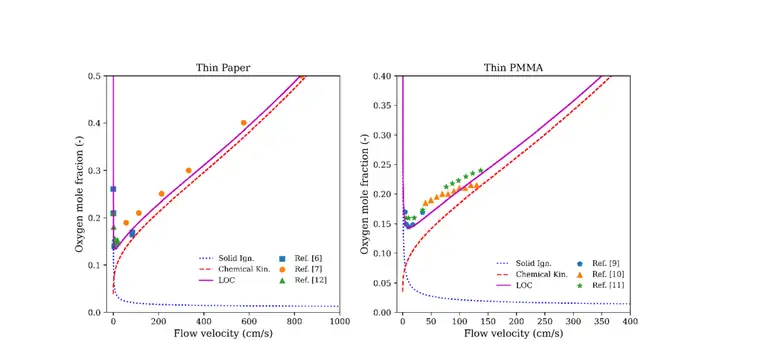 Thin Paper
0.5
0.4
0.3
0.2
0.1
0.0
Oxygen mole fraction (-)
Solid Ign.
Chemical Kin.
LOC
Ref. [6]
Ref. [7]
Ref. [12]
0 200 400 600 800 1000
Flow velocity (cm/s)
Thin PMMA
0.40
0.35
0.30
0.25
0.20
0.15
0.10
0.05
0.00
Oxygen mole fraction (-)
Solid Ign.
Chemical Kin.
LOC
Ref. [9]
Ref. [10]
Ref. [11]
0 50 100 150 200 250 300 350 400
Flow velocity (cm/s)